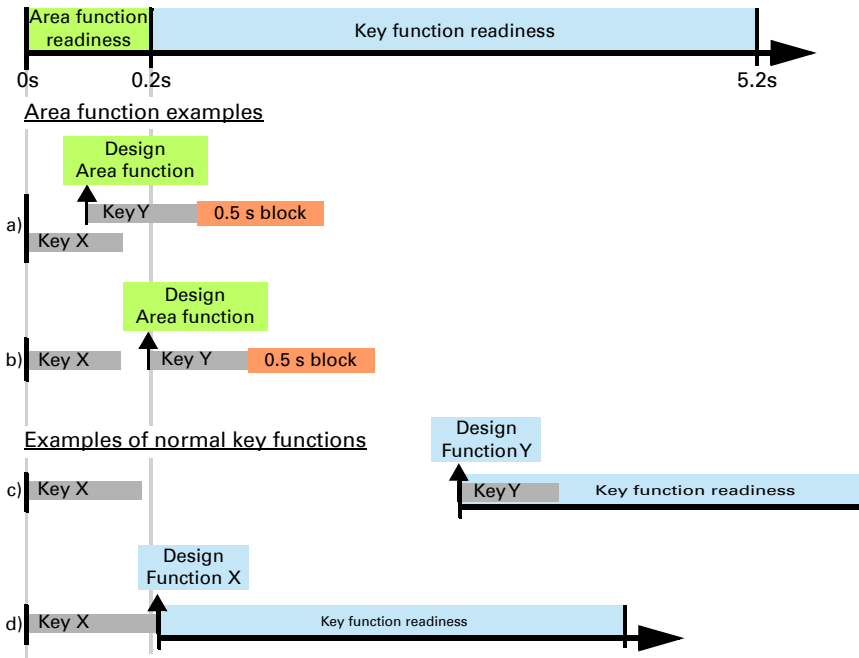 Area function
readiness
Key function readiness
0s
0.2s
5.2s
Area function examples
Design
Area function
a)
Key Y
0.5 s block
Key X
Design
Area function
b)
Key X
Key Y
0.5 s block
Examples of normal key functions
Design
Function Y
c)
Key X
Key Y
Key function readiness
Design
Function X
d)
Key X
Key function readiness